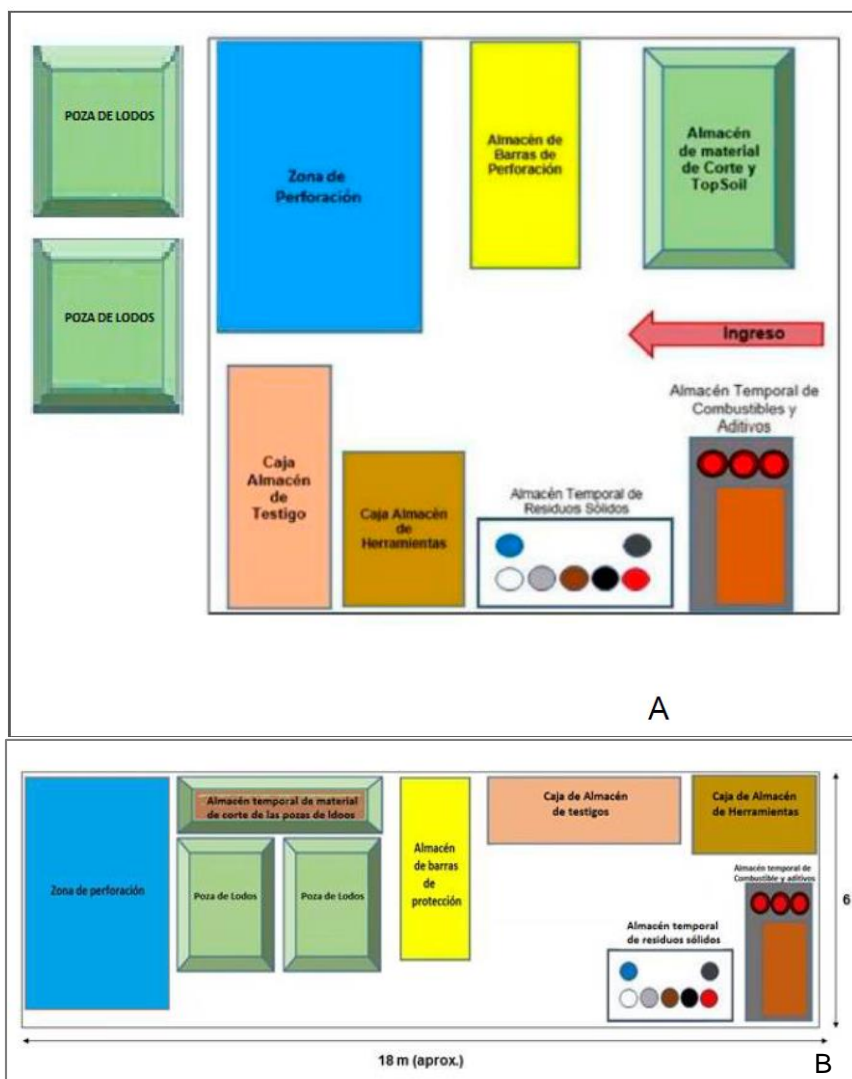 POZA DE LODOS
POZA DE LODOS
Zona de
Perforación
Almacén de
Barras de
Perforación
Almacén
de material
de Corte y
TopSoil
Ingreso
Almacén Temporal de
Combustibles y
Aditivos
Caja
Almacén
de
Testigo
Caja Almacén
de
Herramientas
Almacén Temporal de
Residuos Sólidos
A
Zona de perforación
Almacén temporal de material
de corte de las pozas de ldoos
Poza de Lodos
Poza de Lodos
Almacén
de barras
de
protección
Caja de Almacén
de testigos
Caja de Almacén
de Herramientas
Almacén temporal de
Combustible y aditivos
Almacén temporal
de residuos sólidos
6
18 m (aprox.)
B